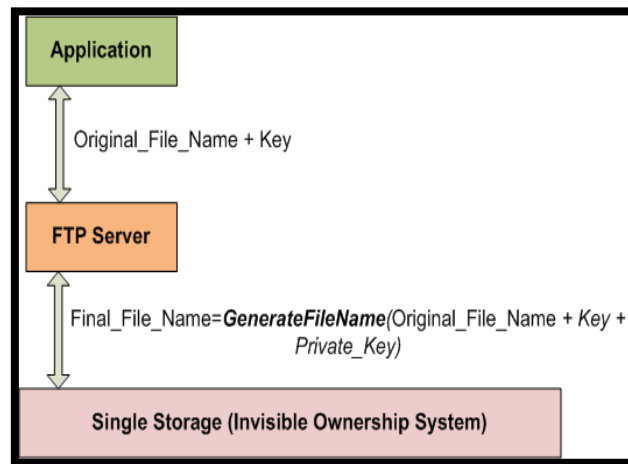 Application
Original_File_Name + Key
FTP Server
Final_File_Name=GenerateFileName(Original_File_Name + Key +
Private_Key)
Single Storage (Invisible Ownership System)